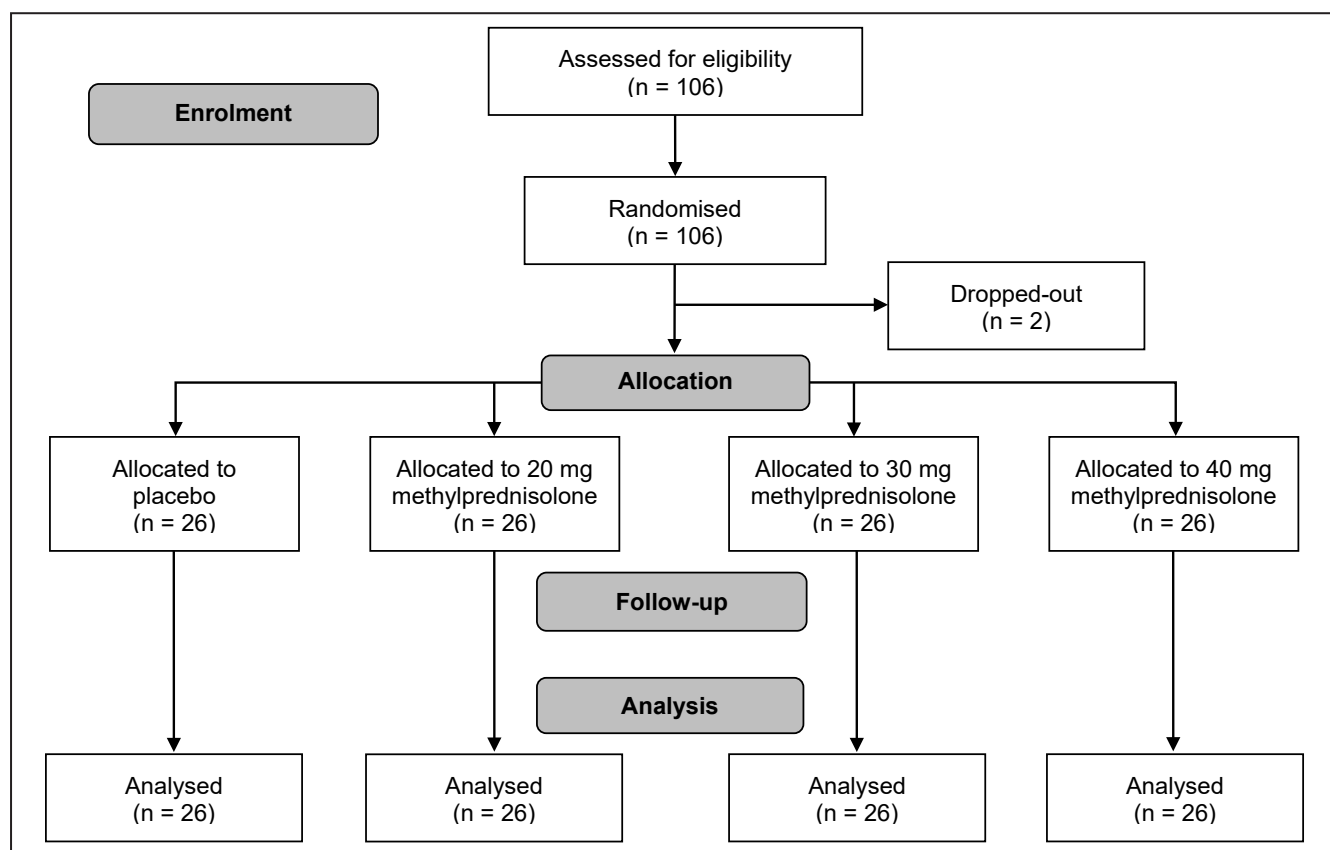 Assessed for eligibility
(n = 106)
Enrolment
Randomised
(n = 106)
Dropped-out
(n = 2)
Allocation
Allocated to
placebo
(n = 26)
Allocated to 20 mg
methylprednisolone
(n = 26)
Allocated to 30 mg
methylprednisolone
(n = 26)
Allocated to 40 mg
methylprednisolone
(n = 26)
Follow-up
Analysis
Analysed
(n = 26)
Analysed
(n = 26)
Analysed
(n = 26)
Analysed
(n = 26)